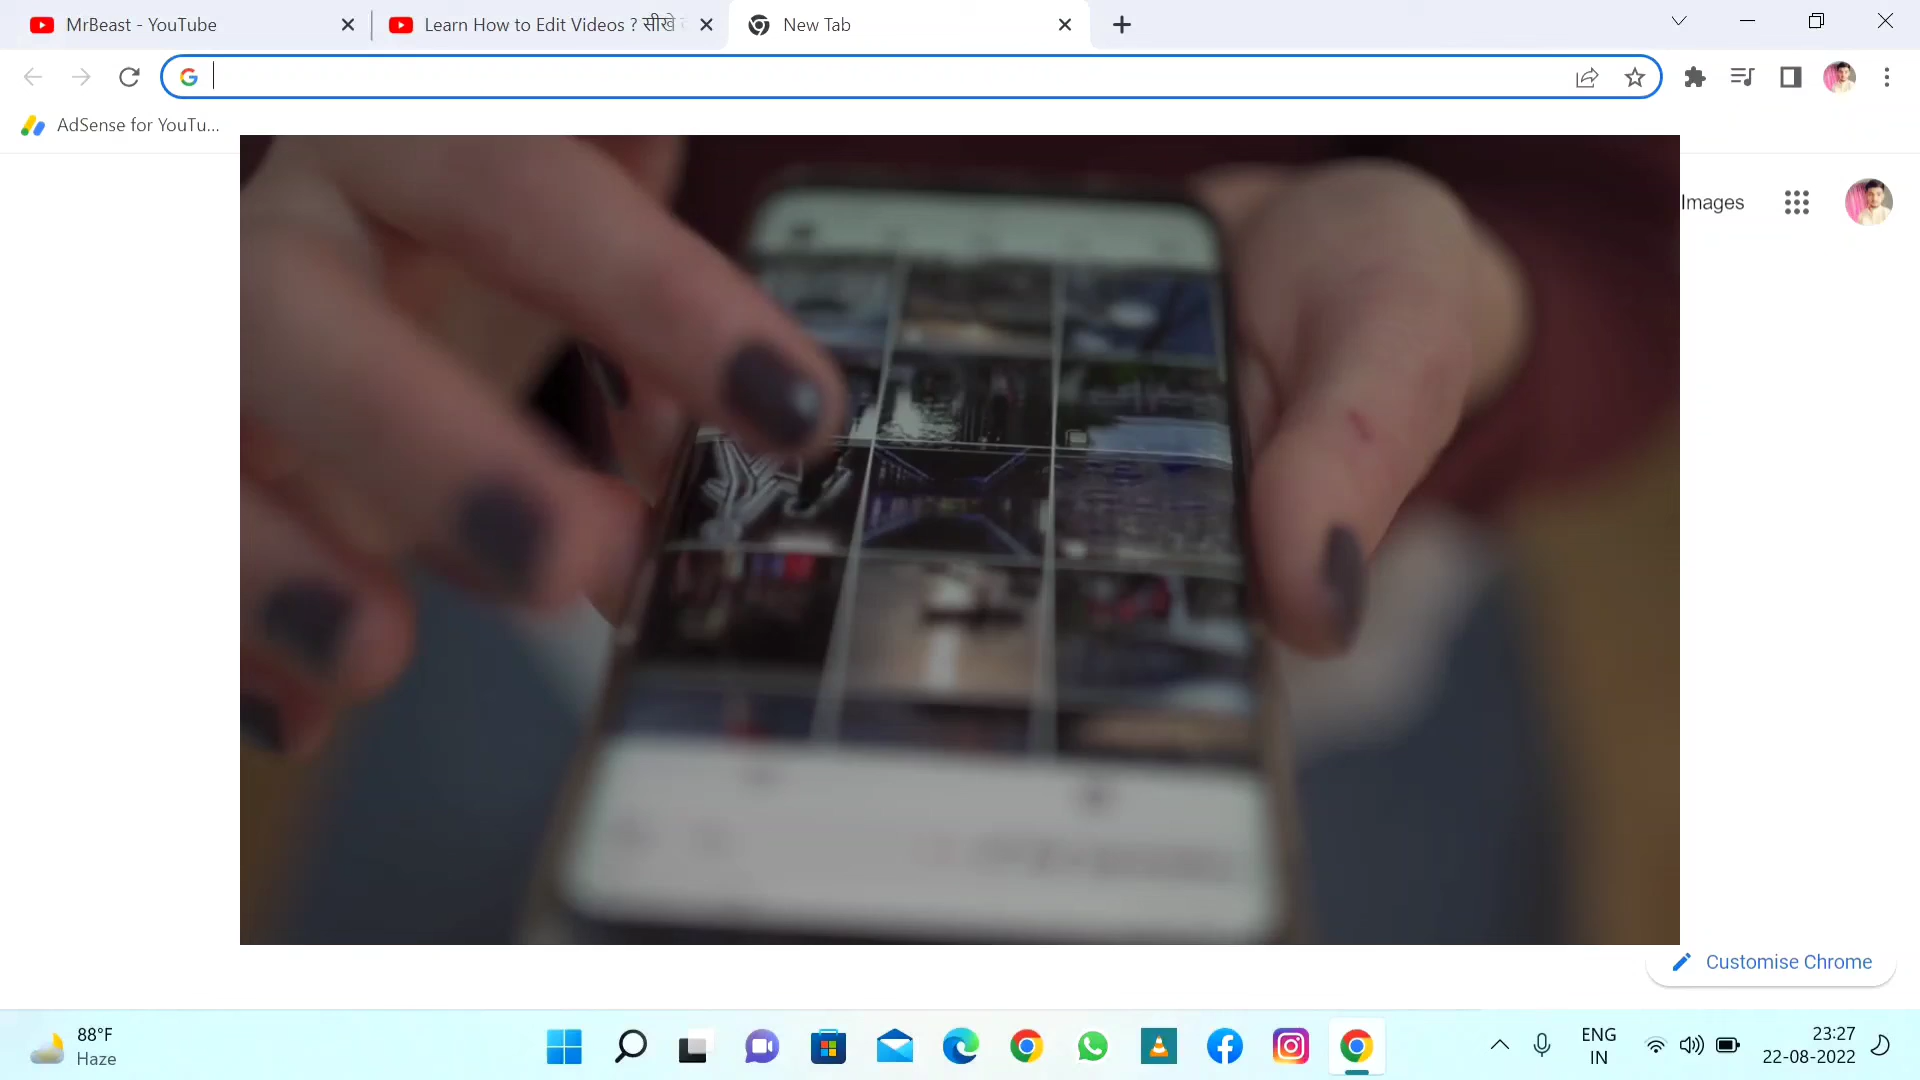 MrBeast - YouTube
Learn How to Edit Videos ? सीखे
New Tab
AdSense for YouTu...
Images
Customise Chrome
88°F
Haze
ENG
IN
23:27
22-08-2022